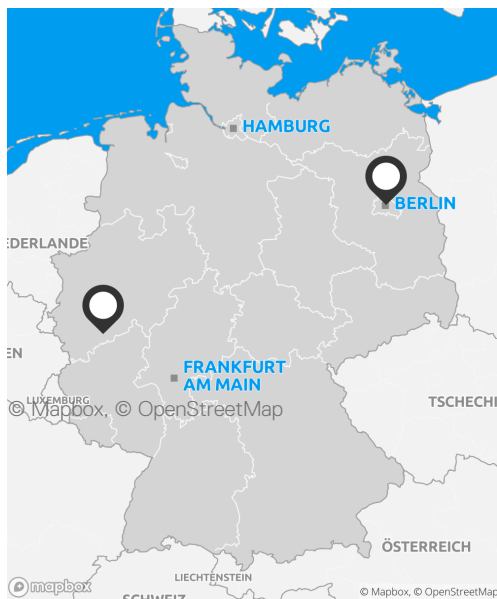 HAMBURG
BERLIN
EDERLANDE
EN
FRANKFURT
AM MAIN
LUXEMBURG
© Mapbox, © OpenStreetMap
TSCHECHI
ÖSTERREICH
LIECHTENSTEIN
SCHWEIZ
mapbox
© Mapbox, © OpenStreetMap